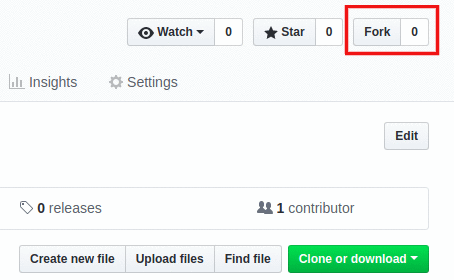 Watch 0 Star 0 Fork 0
Insights Settings
Edit
0 releases 1 contributor
Create new file Upload files Find file Clone or download